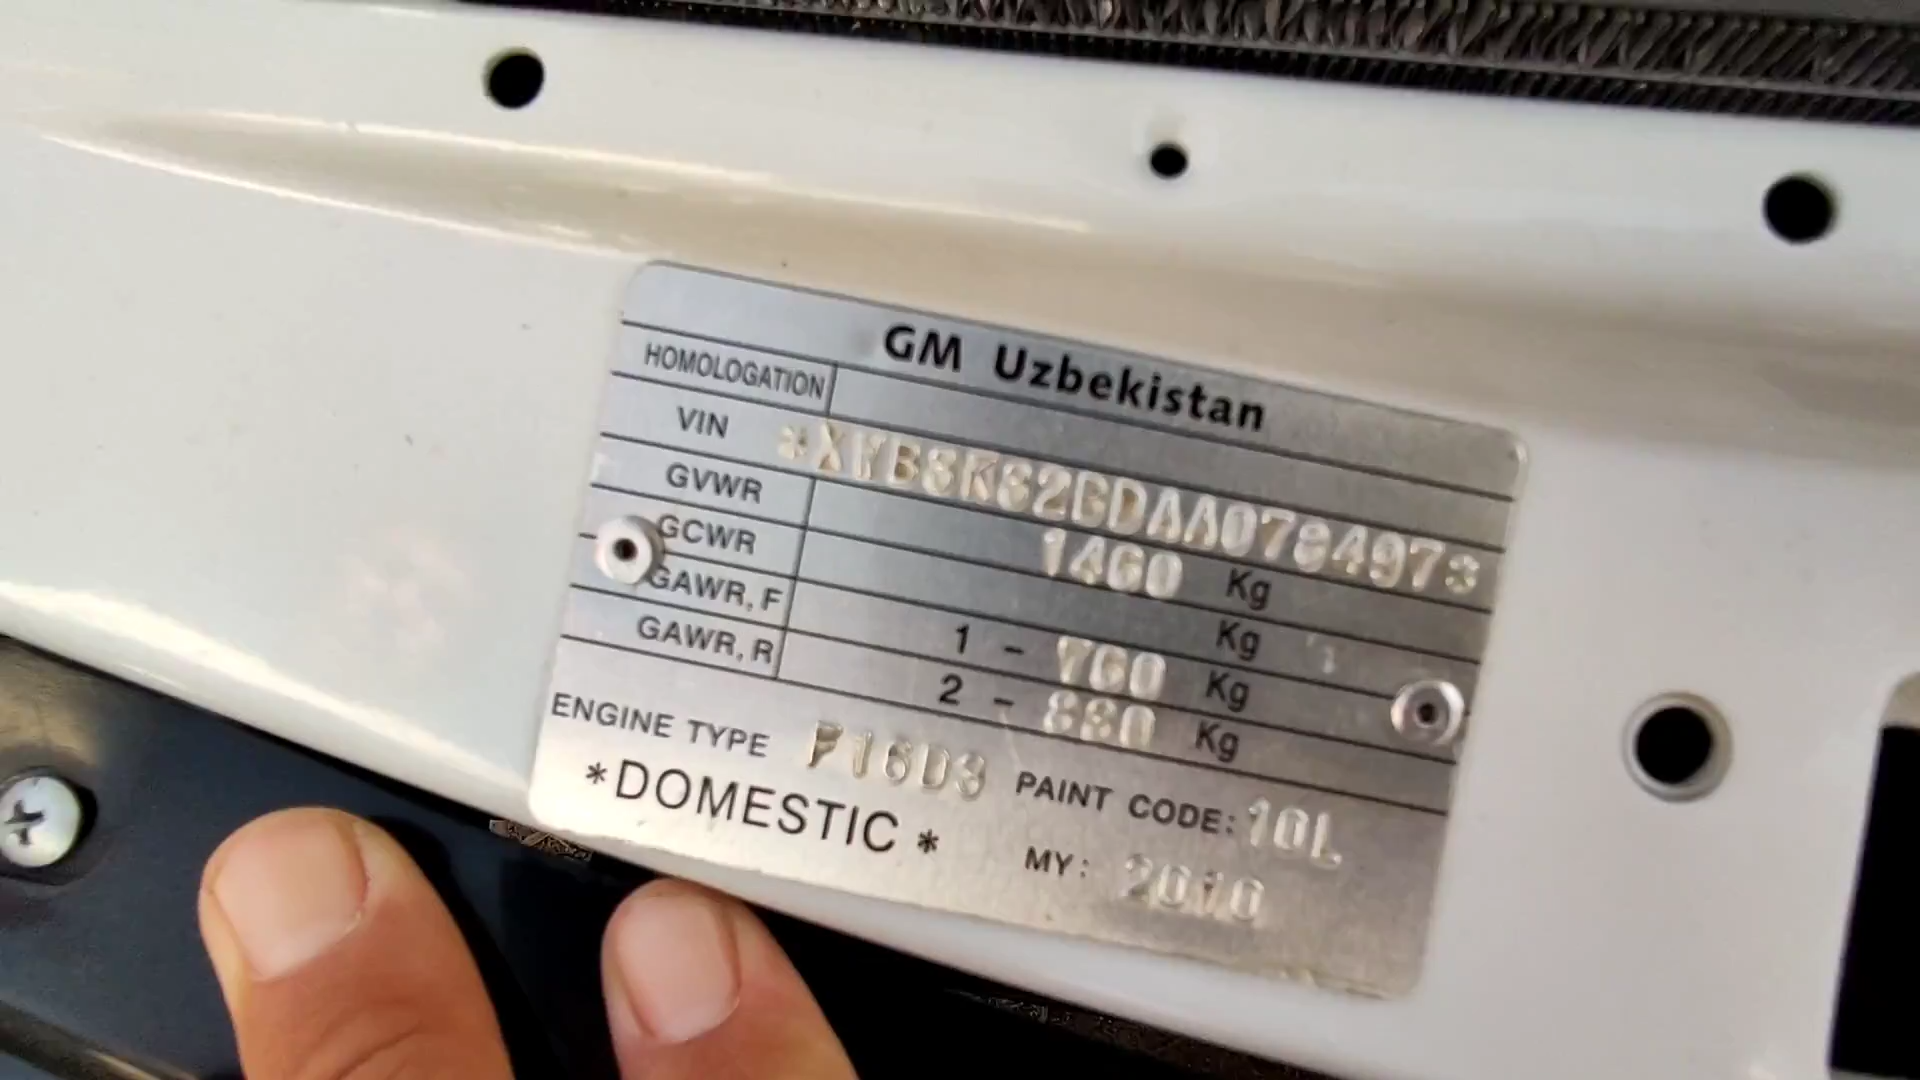 GM Uzbekistan
HOMOLOGATION
VIN
GVWR 1460 Kg
GCWR Kg
GAWR, F 1 - 760 Kg
GAWR, R 2 - 880 Kg
ENGINE TYPE F16D3 PAINT CODE: 10L
*DOMESTIC* MY: 2010